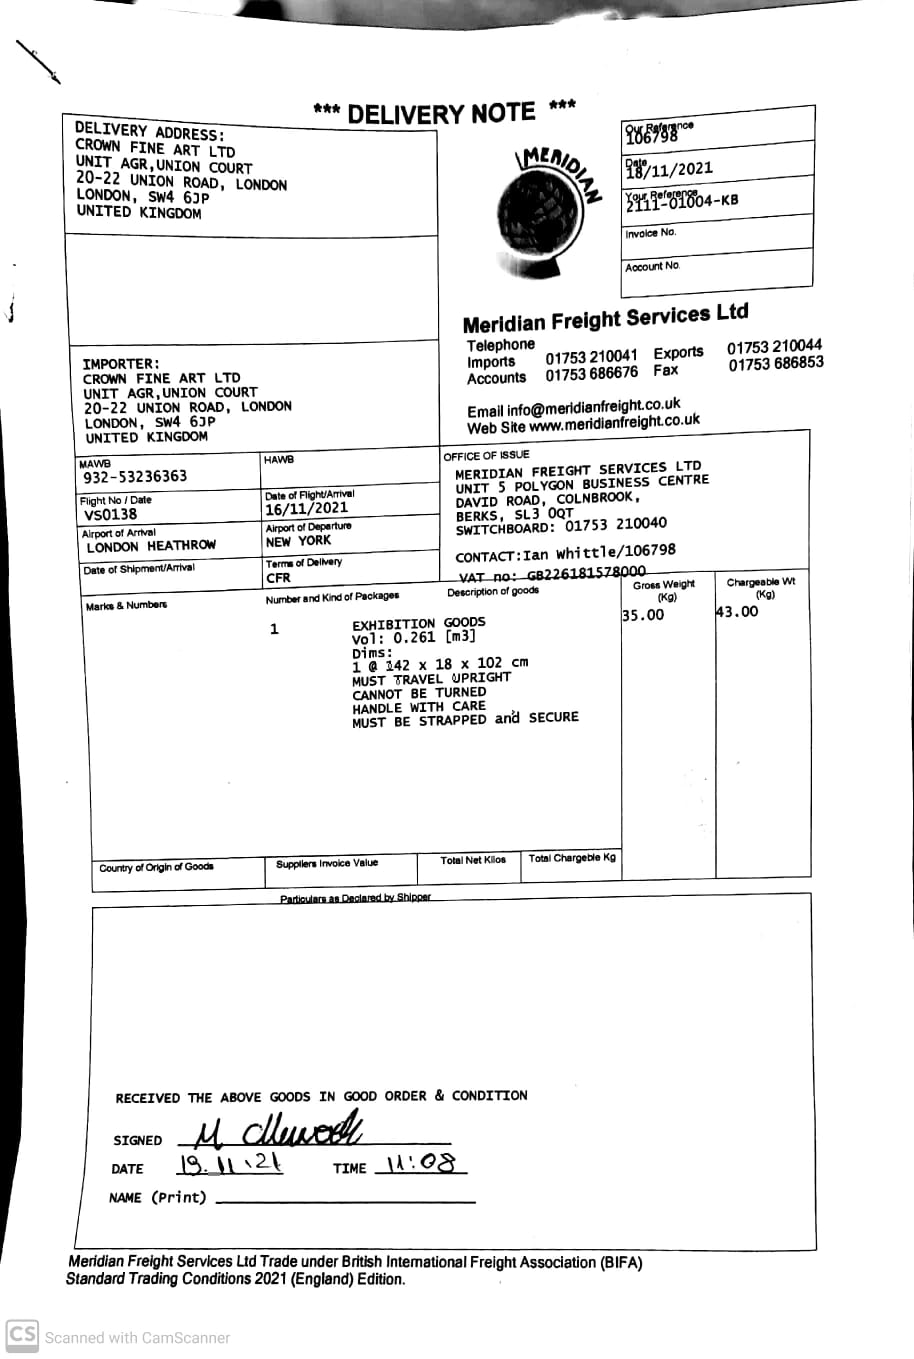 *** DELIVERY NOTE ***
DELIVERY ADDRESS:
CROWN FINE ART LTD
UNIT AGR,UNION COURT
20-22 UNION ROAD, LONDON
LONDON, SW4 6JP
UNITED KINGDOM
MERIDIAN
Our Reference
106798
Date
18/11/2021
Your Reference
2111-01004-KB
Invoice No.
Account No.
Meridian Freight Services Ltd
Telephone
Imports 01753 210041 Exports 01753 210044
Accounts 01753 686676 Fax 01753 686853
Email info@meridianfreight.co.uk
Web Site www.meridianfreight.co.uk
IMPORTER:
CROWN FINE ART LTD
UNIT AGR,UNION COURT
20-22 UNION ROAD, LONDON
LONDON, SW4 6JP
UNITED KINGDOM
MAWB
932-53236363
HAWB
Flight No / Date
VS0138
Date of Flight/Arrival
16/11/2021
Airport of Arrival
LONDON HEATHROW
Airport of Departure
NEW YORK
Date of Shipment/Arrival
Terms of Delivery
CFR
OFFICE OF ISSUE
MERIDIAN FREIGHT SERVICES LTD
UNIT 5 POLYGON BUSINESS CENTRE
DAVID ROAD, COLNBROOK,
BERKS, SL3 0QT
SWITCHBOARD: 01753 210040
CONTACT:Ian Whittle/106798
VAT no: GB226181578000
Marks & Numbers
Number and Kind of Packages
Description of goods
Gross Weight (Kg)
Chargeable Wt (Kg)
1
EXHIBITION GOODS
Vol: 0.261 [m3]
Dims:
1 @ 142 x 18 x 102 cm
MUST TRAVEL UPRIGHT
CANNOT BE TURNED
HANDLE WITH CARE
MUST BE STRAPPED and SECURE
35.00
43.00
Country of Origin of Goods
Suppliers Invoice Value
Total Net Kilos
Total Chargeble Kg
Particulars as Declared by Shipper
RECEIVED THE ABOVE GOODS IN GOOD ORDER & CONDITION
SIGNED M
DATE 19.11.21 TIME 11:08
NAME (Print)
Meridian Freight Services Ltd Trade under British International Freight Association (BIFA)
Standard Trading Conditions 2021 (England) Edition.
CS Scanned with CamScanner